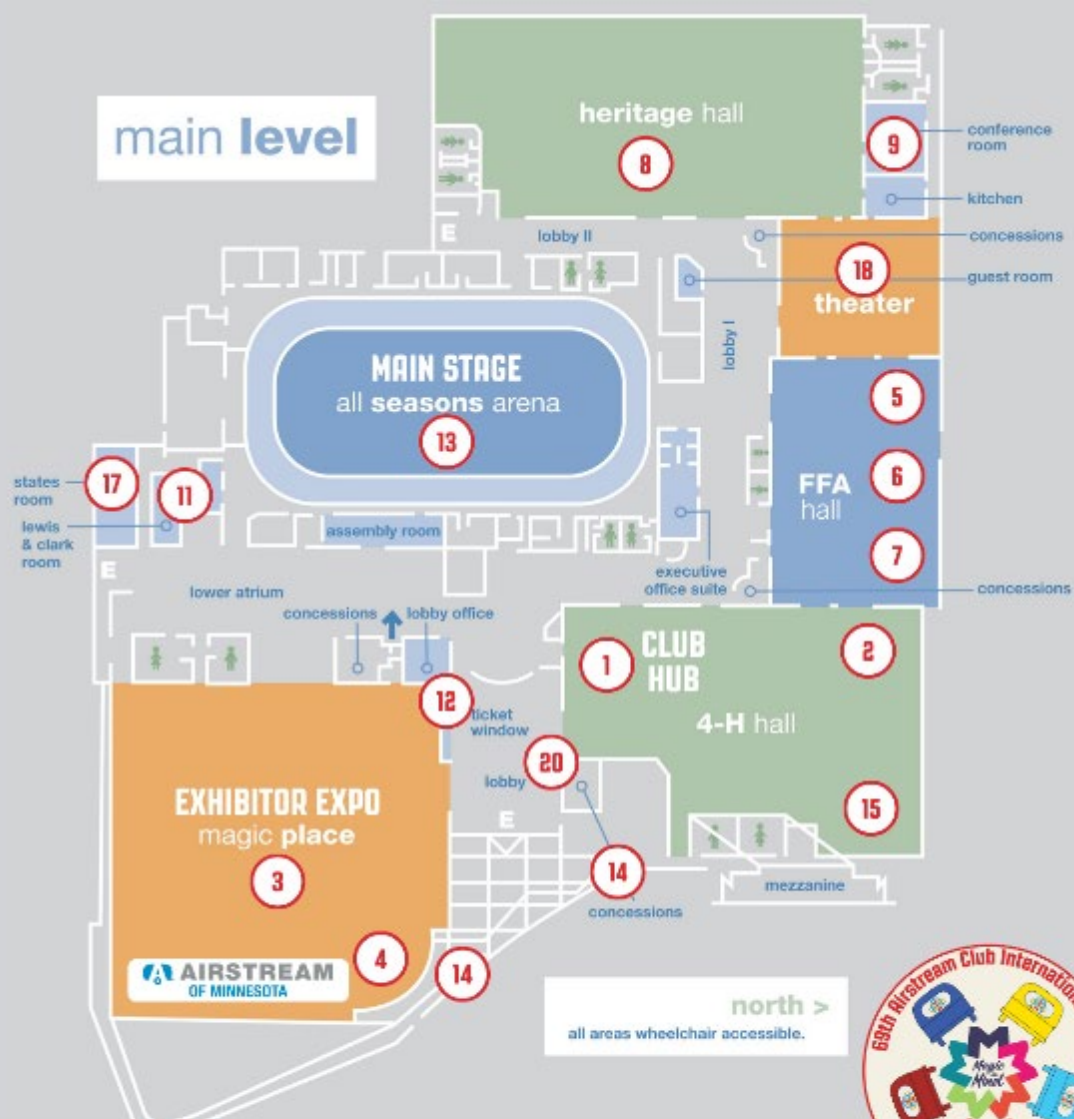 main level
heritage hall
8
9
conference
room
kitchen
concessions
guest room
E
lobby II
18
theater
lobby I
MAIN STAGE
all seasons arena
13
5
6
7
FFA
hall
states
room
17
11
lewis
& clark
room
assembly room
E
executive
office suite
concessions
lower atrium
concessions
lobby office
12
ticket
window
1
CLUB
HUB
2
4-H hall
20
lobby
15
EXHIBITOR EXPO
magic place
3
E
14
concessions
mezzanine
4
14
AIRSTREAM
OF MINNESOTA
north >
all areas wheelchair accessible.
69th Airstream Club
Magic
Minot